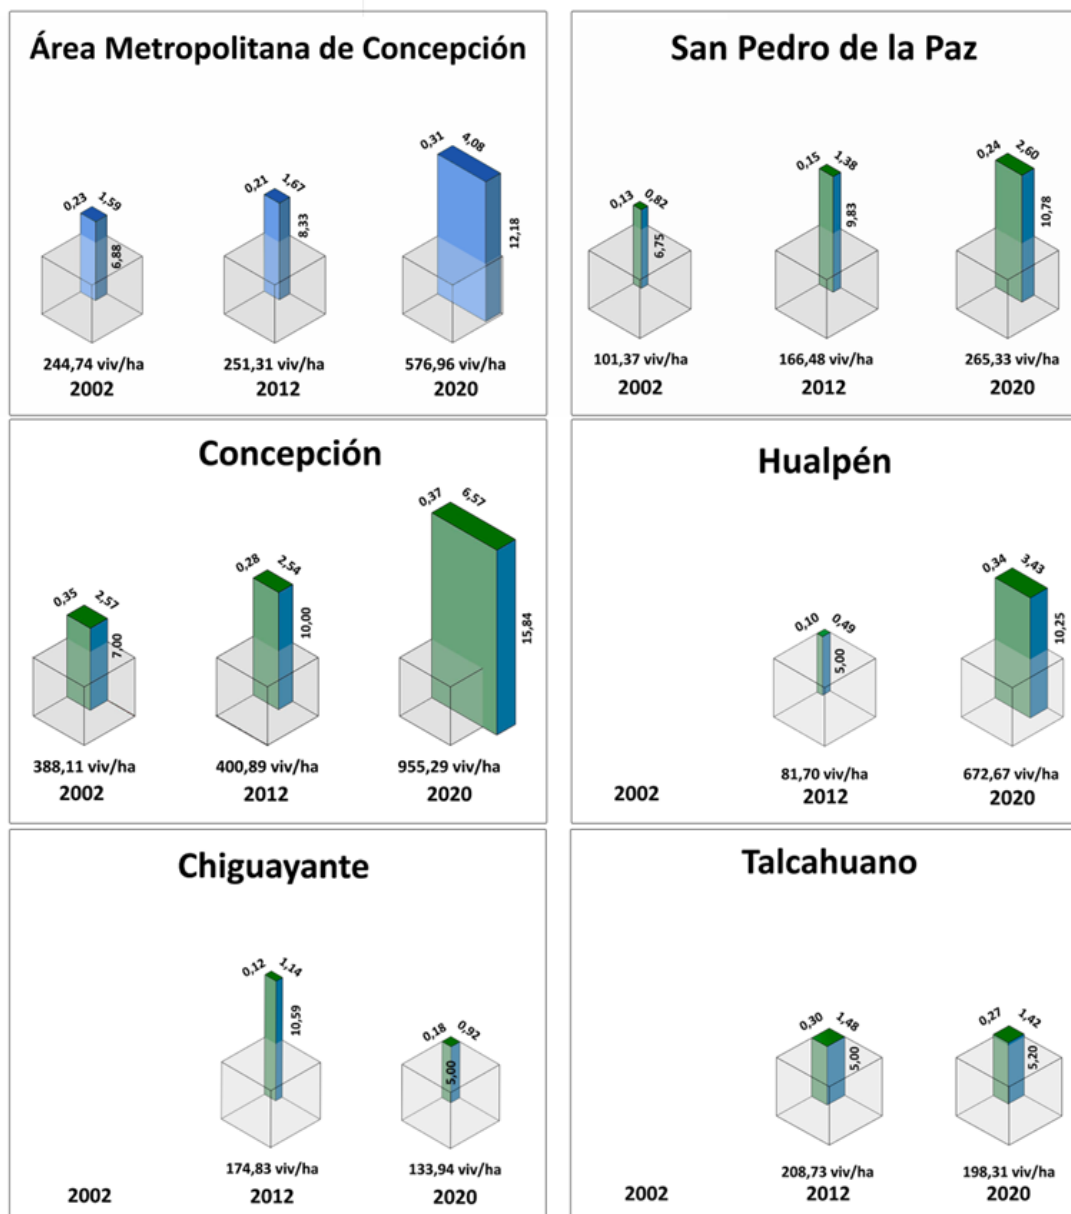 Área Metropolitana de Concepción
0,23 1,59
6,88
244,74 viv/ha
2002
0,21 1,67
8,33
251,31 viv/ha
2012
0,31 4,08
12,18
576,96 viv/ha
2020
San Pedro de la Paz
0,13 0,82
6,75
101,37 viv/ha
2002
0,15 1,38
9,83
166,48 viv/ha
2012
0,24 2,60
10,78
265,33 viv/ha
2020
Concepción
0,35 2,57
7,00
388,11 viv/ha
2002
0,28 2,54
10,00
400,89 viv/ha
2012
0,37 6,57
15,84
955,29 viv/ha
2020
Hualpén
2002
0,10 0,49
5,00
81,70 viv/ha
2012
0,34 3,43
10,25
672,67 viv/ha
2020
Chiguayante
2002
0,12 1,14
10,59
174,83 viv/ha
2012
0,18 0,92
5,00
133,94 viv/ha
2020
Talcahuano
2002
0,30 1,48
5,00
208,73 viv/ha
2012
0,27 1,42
5,20
198,31 viv/ha
2020